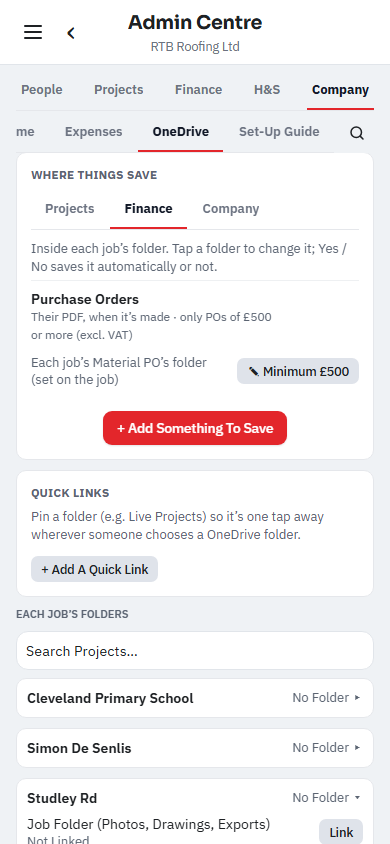 Admin Centre
RTB Roofing Ltd
People Projects Finance H&S Company
me Expenses OneDrive Set-Up Guide
WHERE THINGS SAVE
Projects Finance Company
Inside each job's folder. Tap a folder to change it; Yes /
No saves it automatically or not.
Purchase Orders
Their PDF, when it's made · only POs of £500
or more (excl. VAT)
Each job's Material PO's folder
(set on the job)
Minimum £500
+ Add Something To Save
QUICK LINKS
Pin a folder (e.g. Live Projects) so it's one tap away
wherever someone chooses a OneDrive folder.
+ Add A Quick Link
EACH JOB'S FOLDERS
Search Projects...
Cleveland Primary School No Folder ▸
Simon De Senlis No Folder ▸
Studley Rd No Folder ▾
Job Folder (Photos, Drawings, Exports)
Not Linked
Link